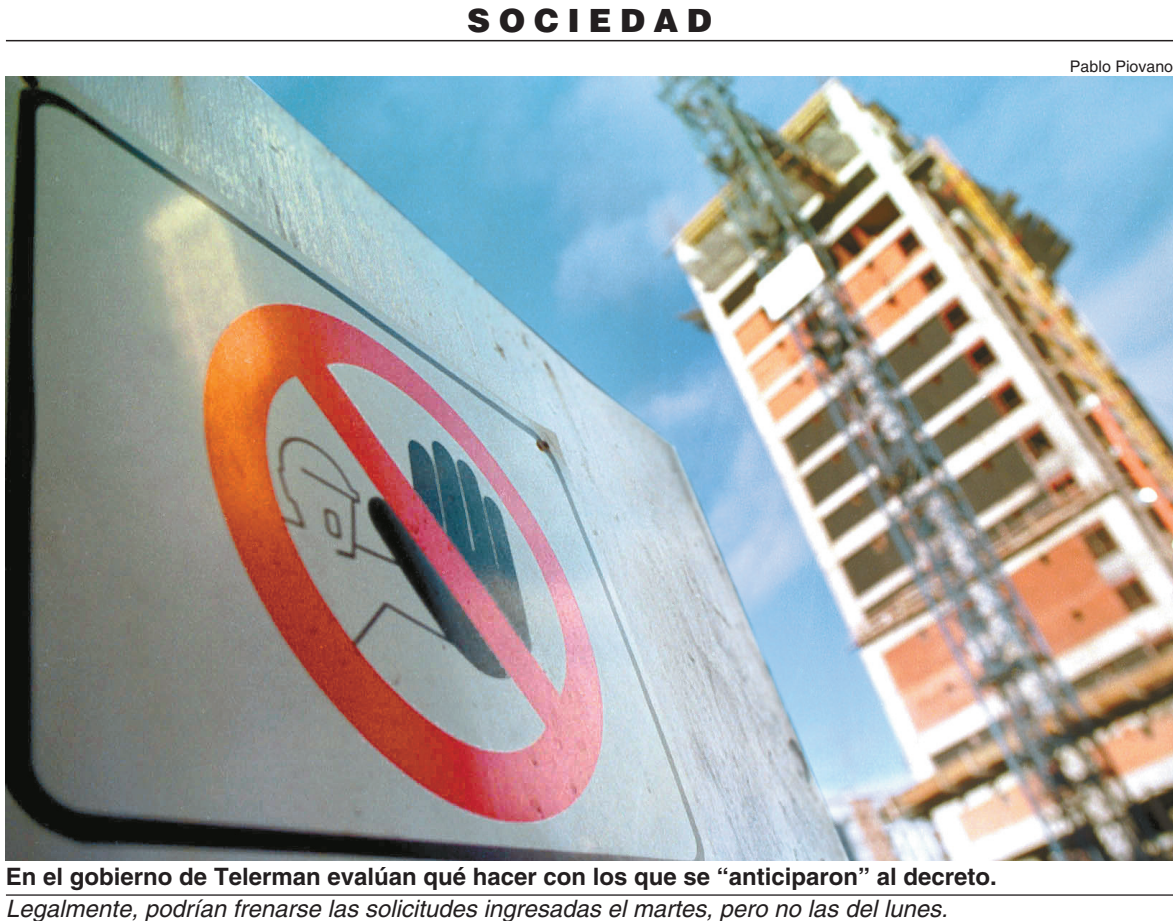 SOCIEDAD
Pablo Piovano
En el gobierno de Telerman evalúan qué hacer con los que se “anticiparon” al decreto.
Legalmente, podrían frenarse las solicitudes ingresadas el martes, pero no las del lunes.